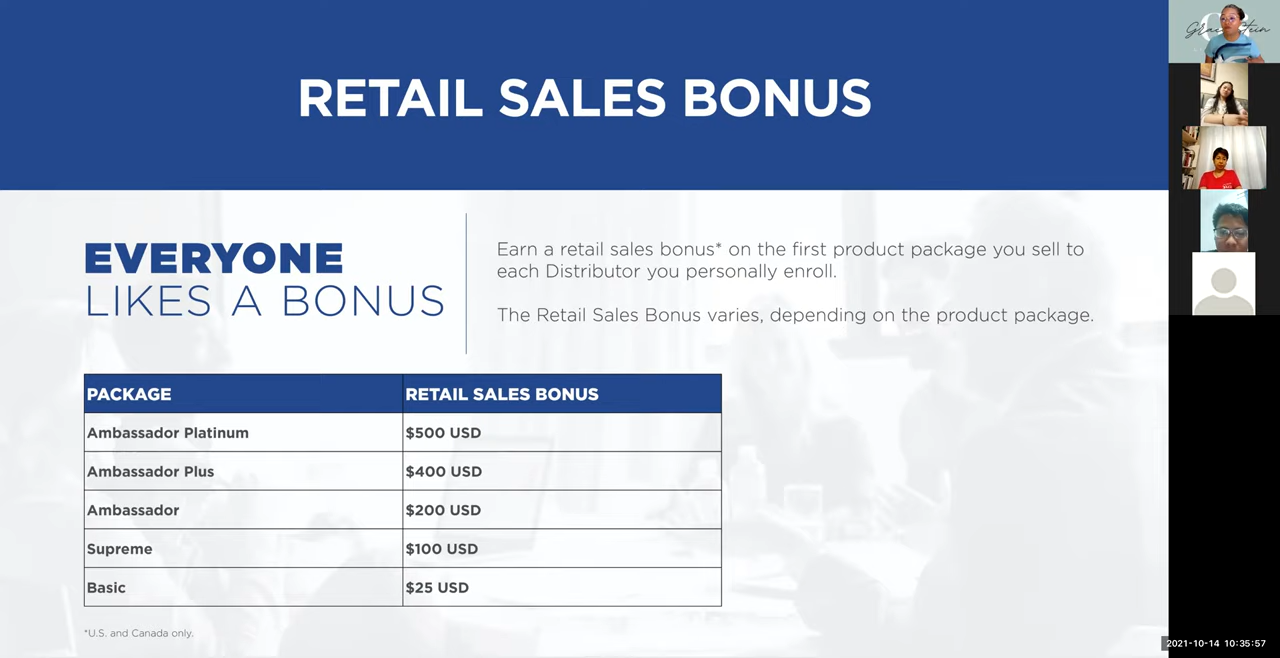 RETAIL SALES BONUS
EVERYONE
LIKES A BONUS
Earn a retail sales bonus* on the first product package you sell to
each Distributor you personally enroll.
The Retail Sales Bonus varies, depending on the product package.
PACKAGE RETAIL SALES BONUS
Ambassador Platinum $500 USD
Ambassador Plus $400 USD
Ambassador $200 USD
Supreme $100 USD
Basic $25 USD
*U.S. and Canada only.
2021-10-14 10:35:57